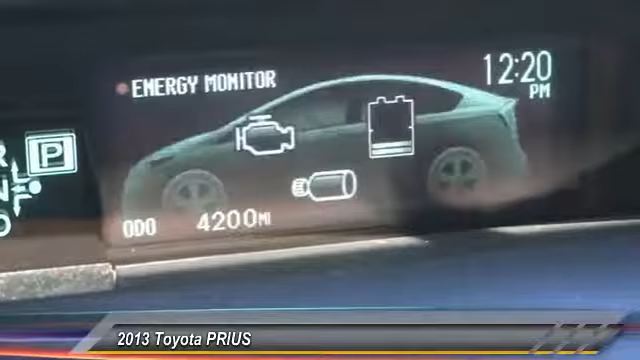 ENERGY MONITOR
12:20
PM
R
P
N
D
ODO 4200MI
2013 Toyota PRIUS